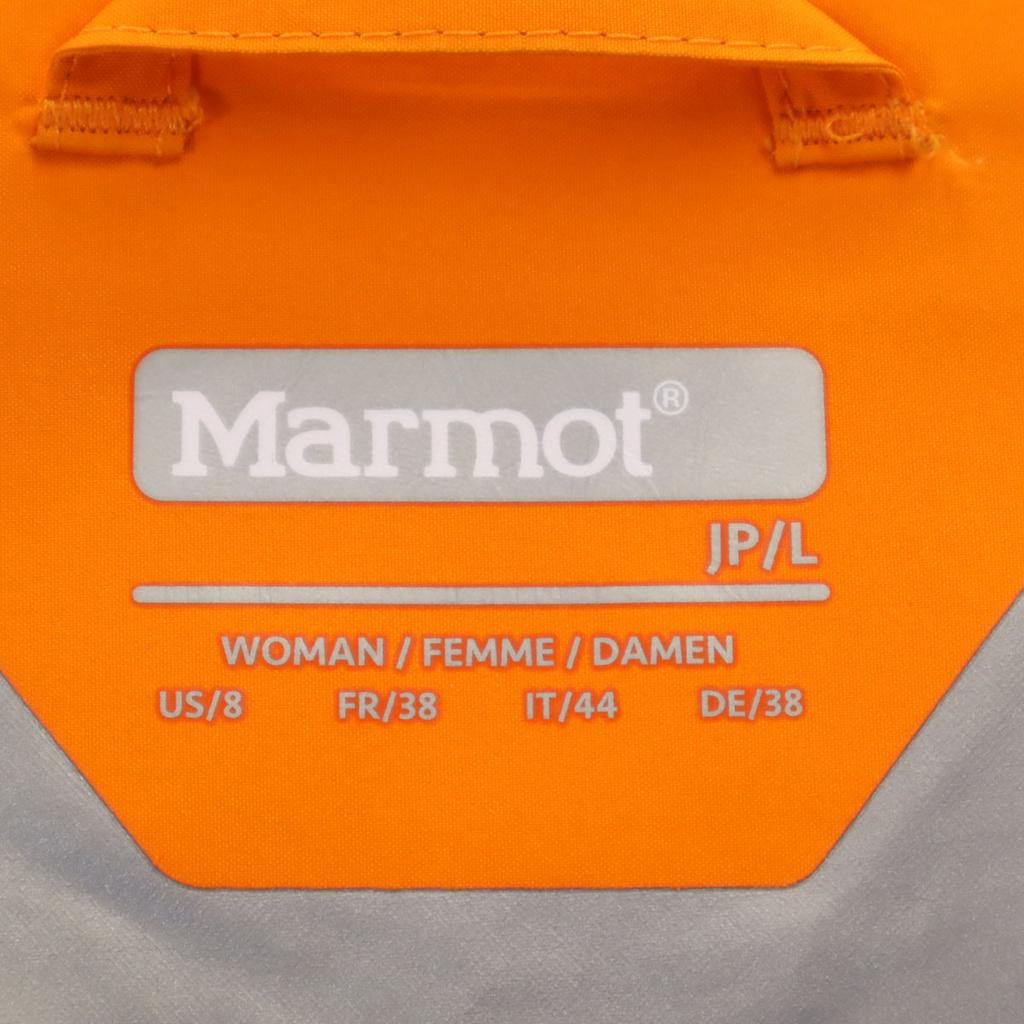 Marmot®
JP/L
WOMAN / FEMME / DAMEN
US/8 FR/38 IT/44 DE/38